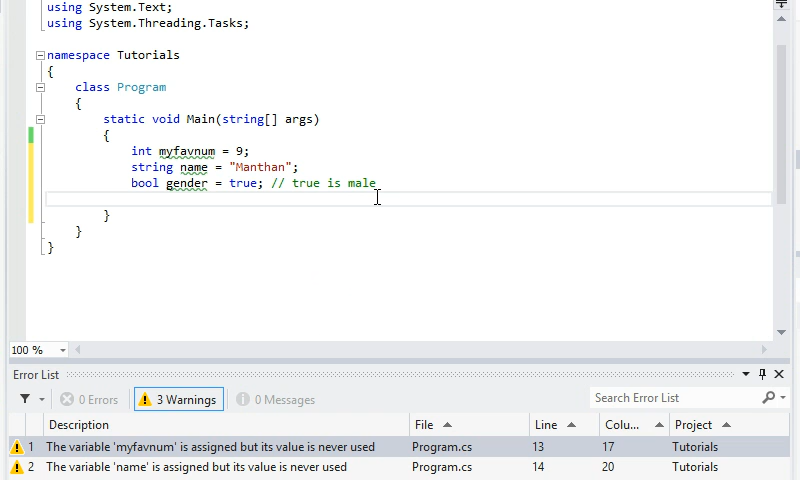 using System.Text;
using System.Threading.Tasks;
namespace Tutorials
{
class Program
{
static void Main(string[] args)
{
int myfavnum = 9;
string name = "Manthan";
bool gender = true; // true is male
}
}
}
100 %
Error List
0 Errors
3 Warnings
0 Messages
Search Error List
Description File Line Colu... Project
1 The variable 'myfavnum' is assigned but its value is never used Program.cs 13 17 Tutorials
2 The variable 'name' is assigned but its value is never used Program.cs 14 20 Tutorials